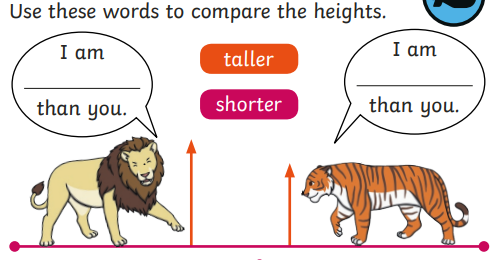 Use these words to compare the heights.
I am
than you.
taller
shorter
I am
than you.